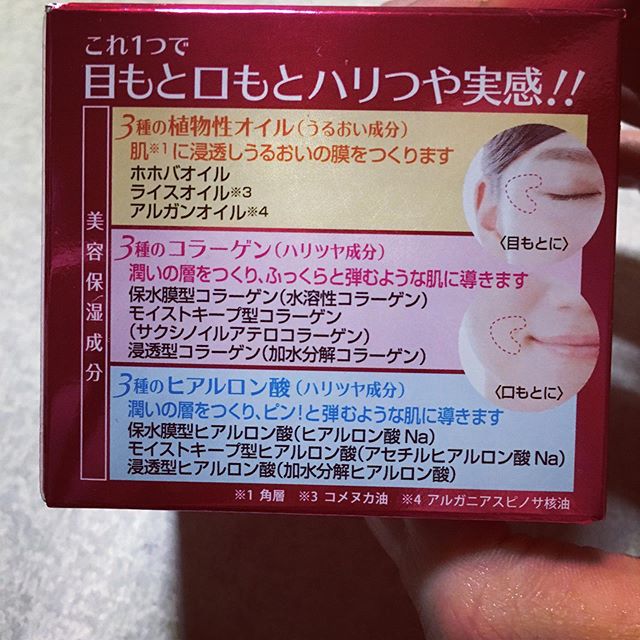 これ1つで
目もと口もとハリつや実感!!
美容保湿成分
3種の植物性オイル(うるおい成分)
肌※1に浸透しうるおいの膜をつくります
ホホバオイル
ライスオイル※3
アルガンオイル※4
〈目もとに〉
3種のコラーゲン(ハリツヤ成分)
潤いの層をつくり、ふっくらと弾むような肌に導きます
保水膜型コラーゲン(水溶性コラーゲン)
モイストキープ型コラーゲン
(サクシノイルアテロコラーゲン)
浸透型コラーゲン(加水分解コラーゲン)
〈口もとに〉
3種のヒアルロン酸(ハリツヤ成分)
潤いの層をつくり、ピン!と弾むような肌に導きます
保水膜型ヒアルロン酸(ヒアルロン酸Na)
モイストキープ型ヒアルロン酸(アセチルヒアルロン酸Na)
浸透型ヒアルロン酸(加水分解ヒアルロン酸)
※1 角層 ※3 コメヌカ油 ※4 アルガニアスピノサ核油